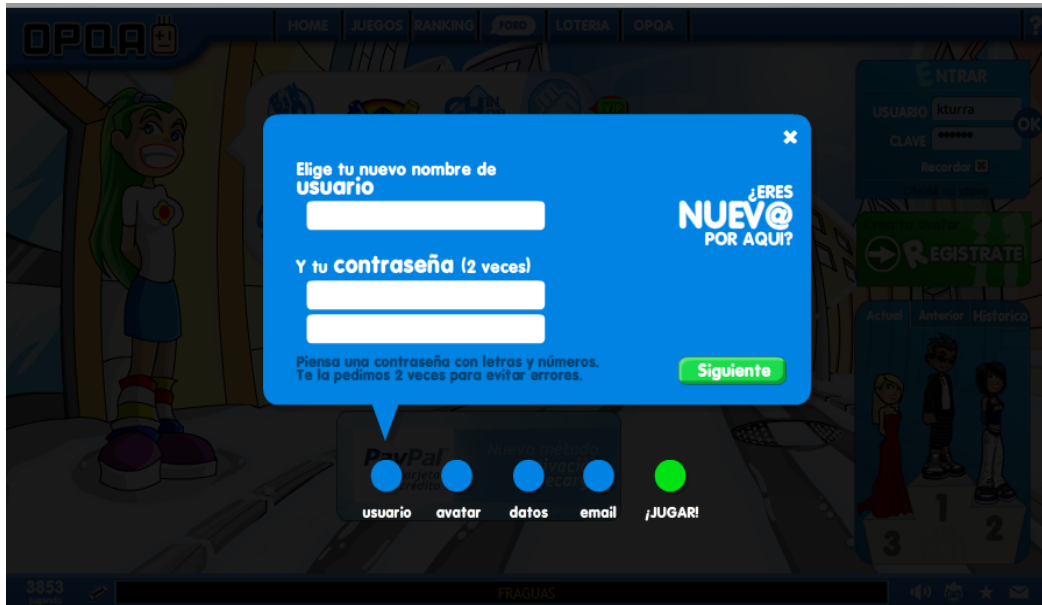 OPQA
HOME JUEGOS RANKING FORO LOTERIA OPQA
ENTRAR
USUARIO kturra
CLAVE
OK
Recordar
REGISTRATE
Actual Anterior Historico
Elige tu nuevo nombre de
usuario
Y tu contraseña (2 veces)
Piensa una contraseña con letras y números.
Te la pedimos 2 veces para evitar errores.
¿ERES
NUEV@
POR AQUI?
Siguiente
PayPal
usuario avatar datos email ¡JUGAR!
1
2
3
3853
FRAGUAS